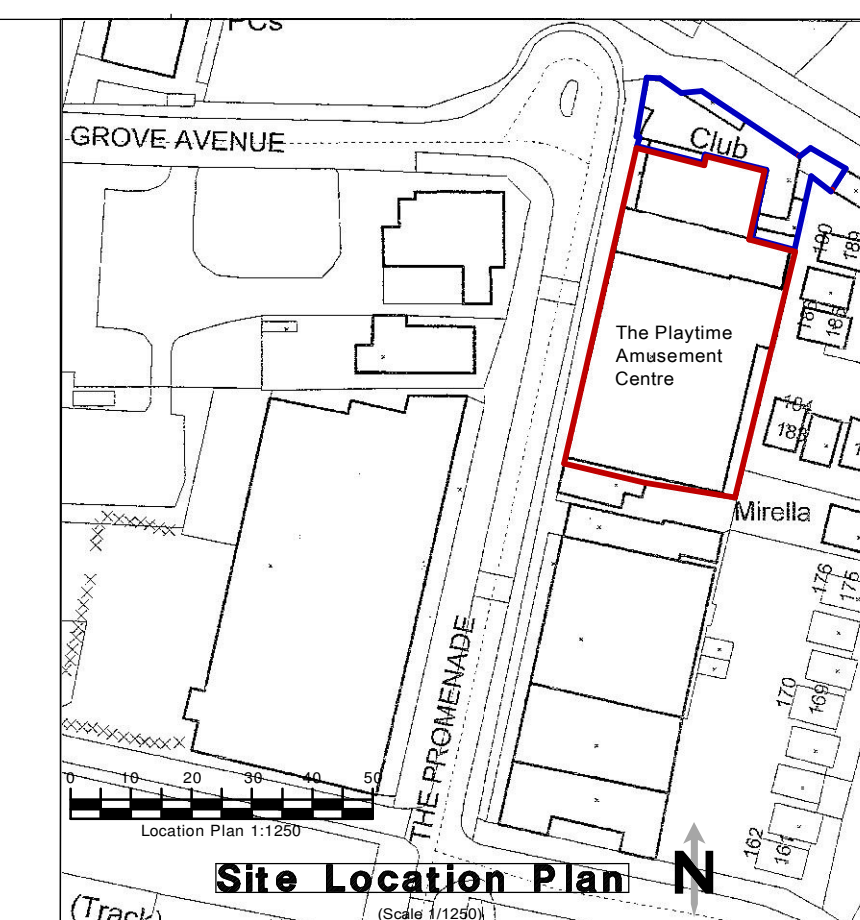 PCs
GROVE AVENUE
Club
190
189
186
185
The Playtime
Amusement
Centre
184
183
Mirella
176
175
170
169
THE PROMENADE
0 10 20 30 40 50
Location Plan 1:1250
162
161
Site Location Plan
N
(Track)
(Scale 1/1250)